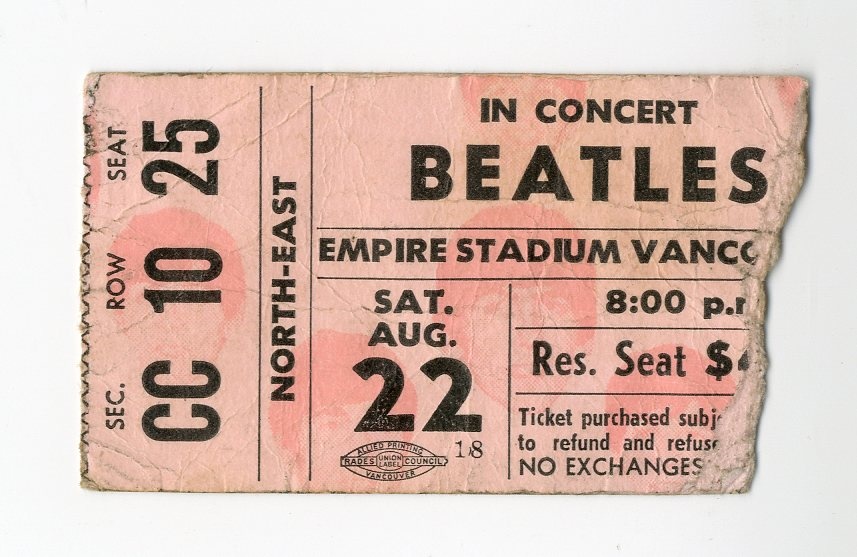 SEC. ROW SEAT
CC 10 25
NORTH-EAST
IN CONCERT
BEATLES
EMPIRE STADIUM VANCO
SAT.
AUG.
22
8:00 p.m
Res. Seat $4
Ticket purchased subj
to refund and refuse
NO EXCHANGES
ALLIED PRINTING
TRADES UNION LABEL COUNCIL
VANCOUVER
18